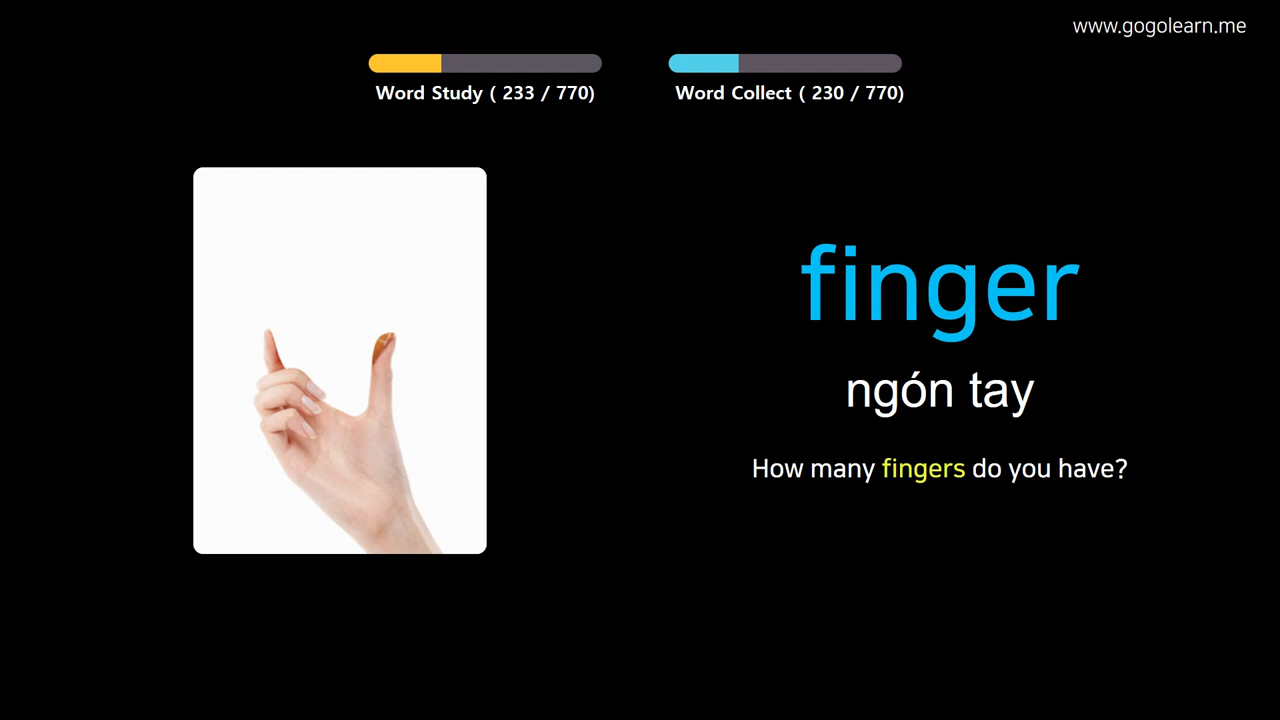 www.gogolearn.me
Word Study ( 233 / 770)
Word Collect ( 230 / 770)
finger
ngón tay
How many fingers do you have?